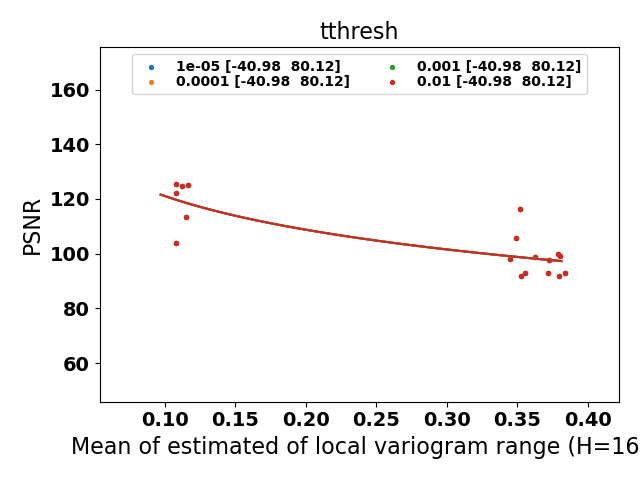 tthresh
1e-05 [-40.98  80.12]
0.0001 [-40.98  80.12]
0.001 [-40.98  80.12]
0.01 [-40.98  80.12]
PSNR
160
140
120
100
80
60
0.10 0.15 0.20 0.25 0.30 0.35 0.40
Mean of estimated of local variogram range (H=16